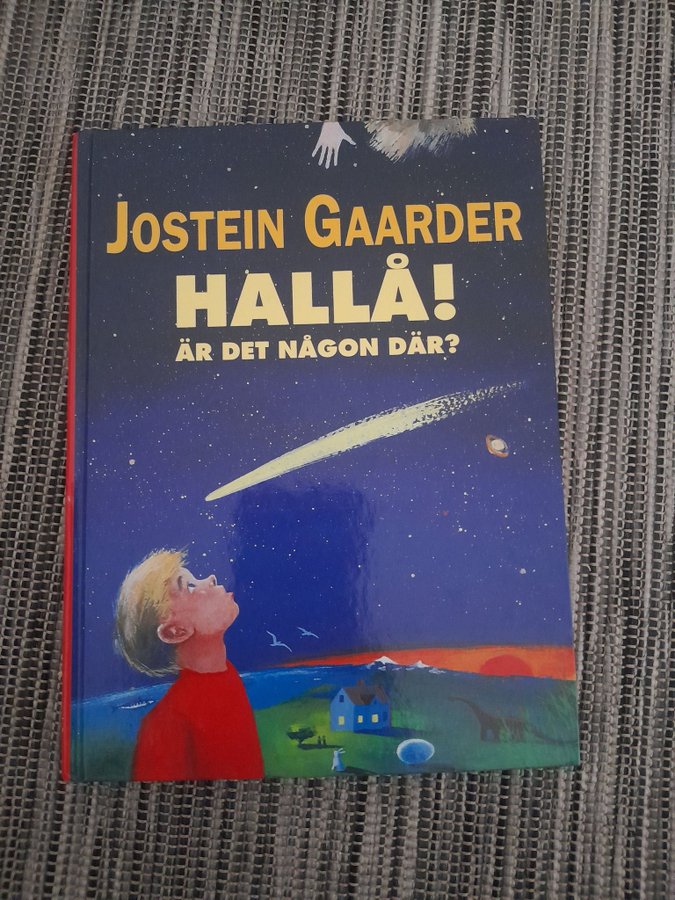 JOSTEIN GAARDER
HALLÅ!
ÄR DET NÅGON DÄR?